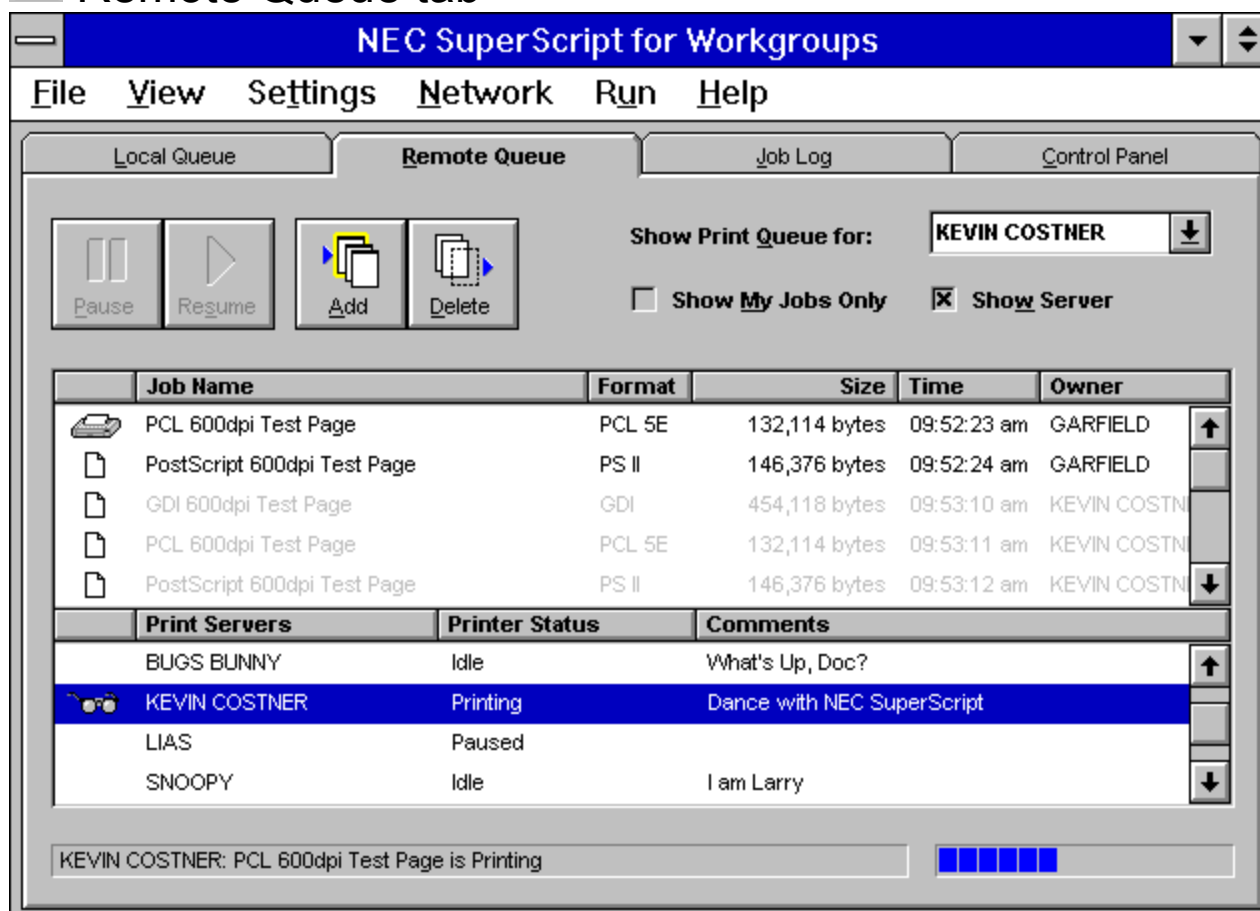 Remote Queue tab
NEC SuperScript for Workgroups
File View Settings Network Run Help
Local Queue Remote Queue Job Log Control Panel
Pause Resume Add Delete
Show Print Queue for: KEVIN COSTNER
Show My Jobs Only Show Server
Job Name Format Size Time Owner
PCL 600dpi Test Page PCL 5E 132,114 bytes 09:52:23 am GARFIELD
PostScript 600dpi Test Page PS II 146,376 bytes 09:52:24 am GARFIELD
GDI 600dpi Test Page GDI 454,118 bytes 09:53:10 am KEVIN COSTN
PCL 600dpi Test Page PCL 5E 132,114 bytes 09:53:11 am KEVIN COSTN
PostScript 600dpi Test Page PS II 146,376 bytes 09:53:12 am KEVIN COSTN
Print Servers Printer Status Comments
BUGS BUNNY Idle What's Up, Doc?
KEVIN COSTNER Printing Dance with NEC SuperScript
LIAS Paused
SNOOPY Idle I am Larry
KEVIN COSTNER: PCL 600dpi Test Page is Printing